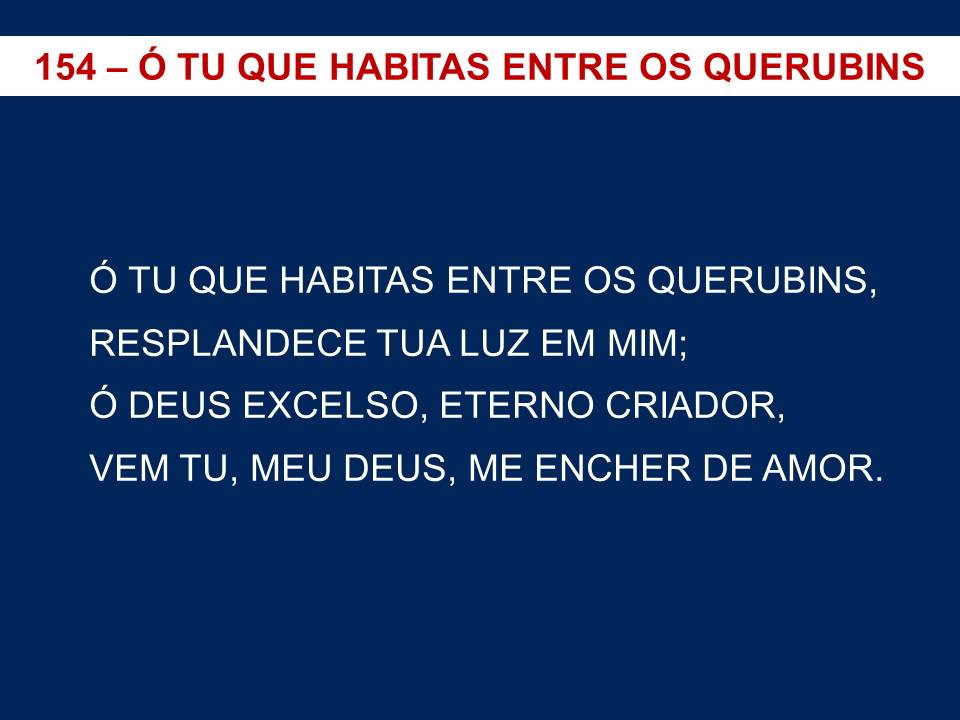 154 – Ó TU QUE HABITAS ENTRE OS QUERUBINS
Ó TU QUE HABITAS ENTRE OS QUERUBINS,
RESPLANDECE TUA LUZ EM MIM;
Ó DEUS EXCELSO, ETERNO CRIADOR,
VEM TU, MEU DEUS, ME ENCHER DE AMOR.